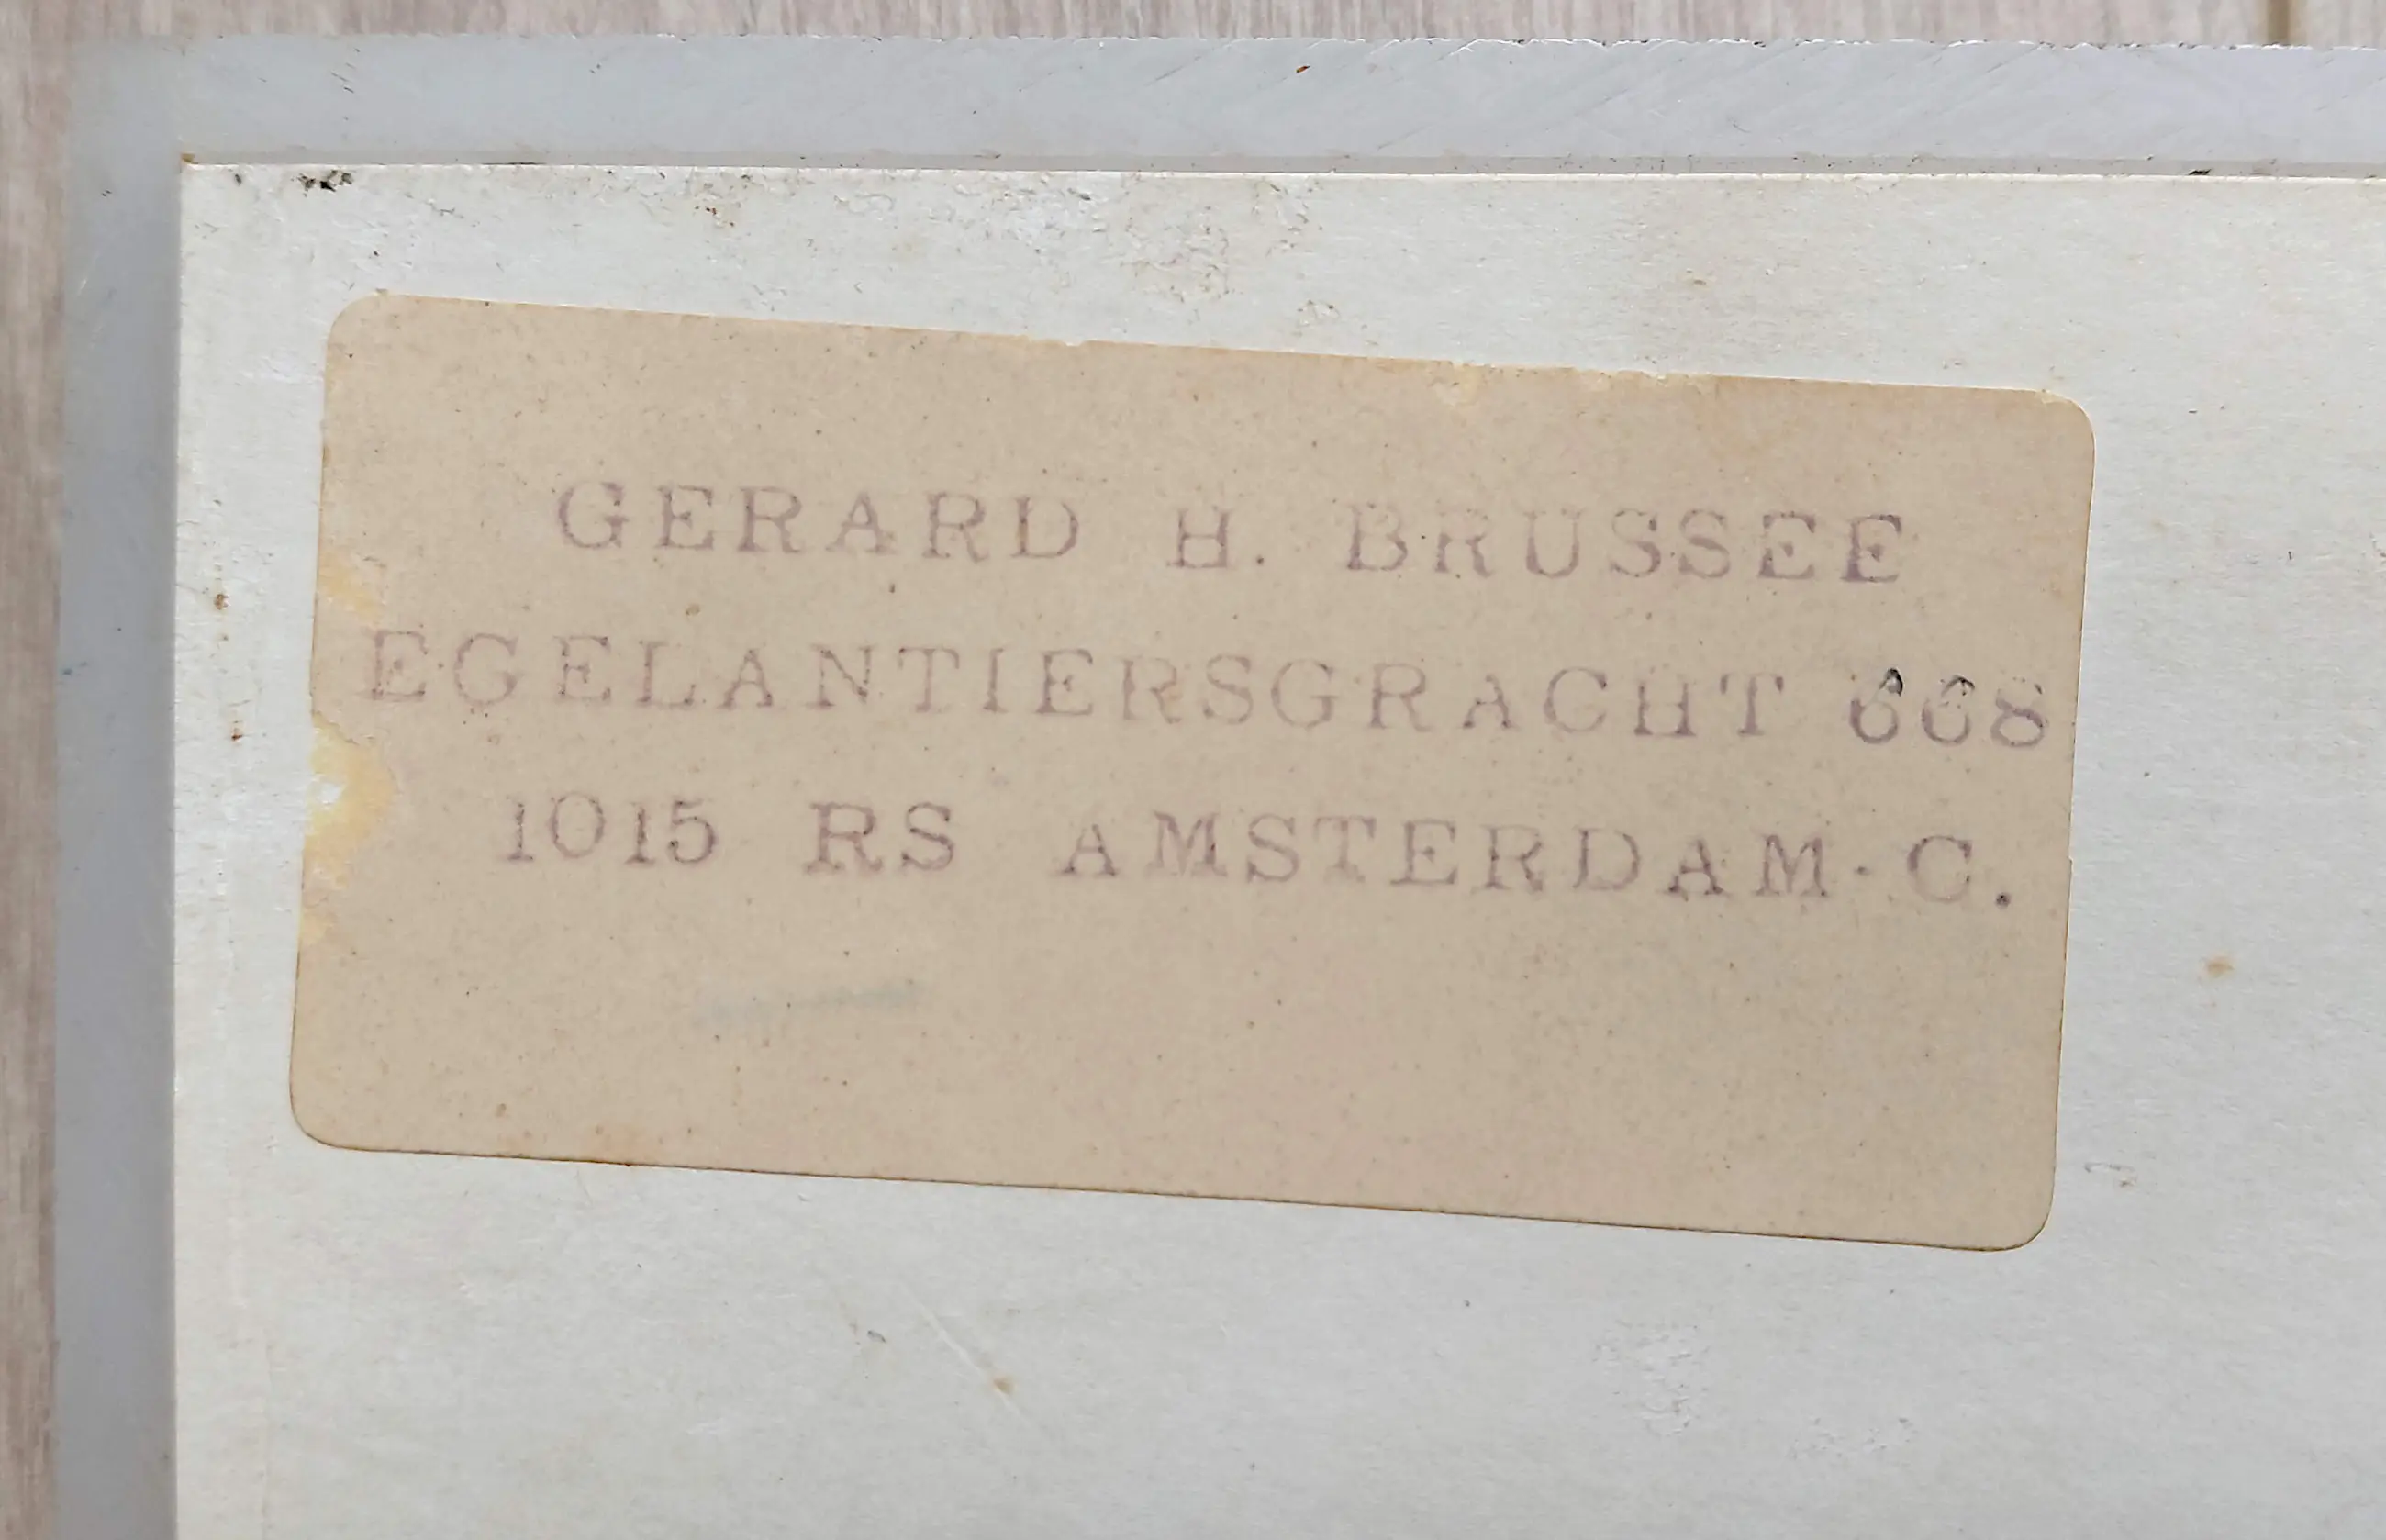 GERARD H. BRUSSEE
EGELANTIERSGRACHT 668
1015 RS AMSTERDAM-C.